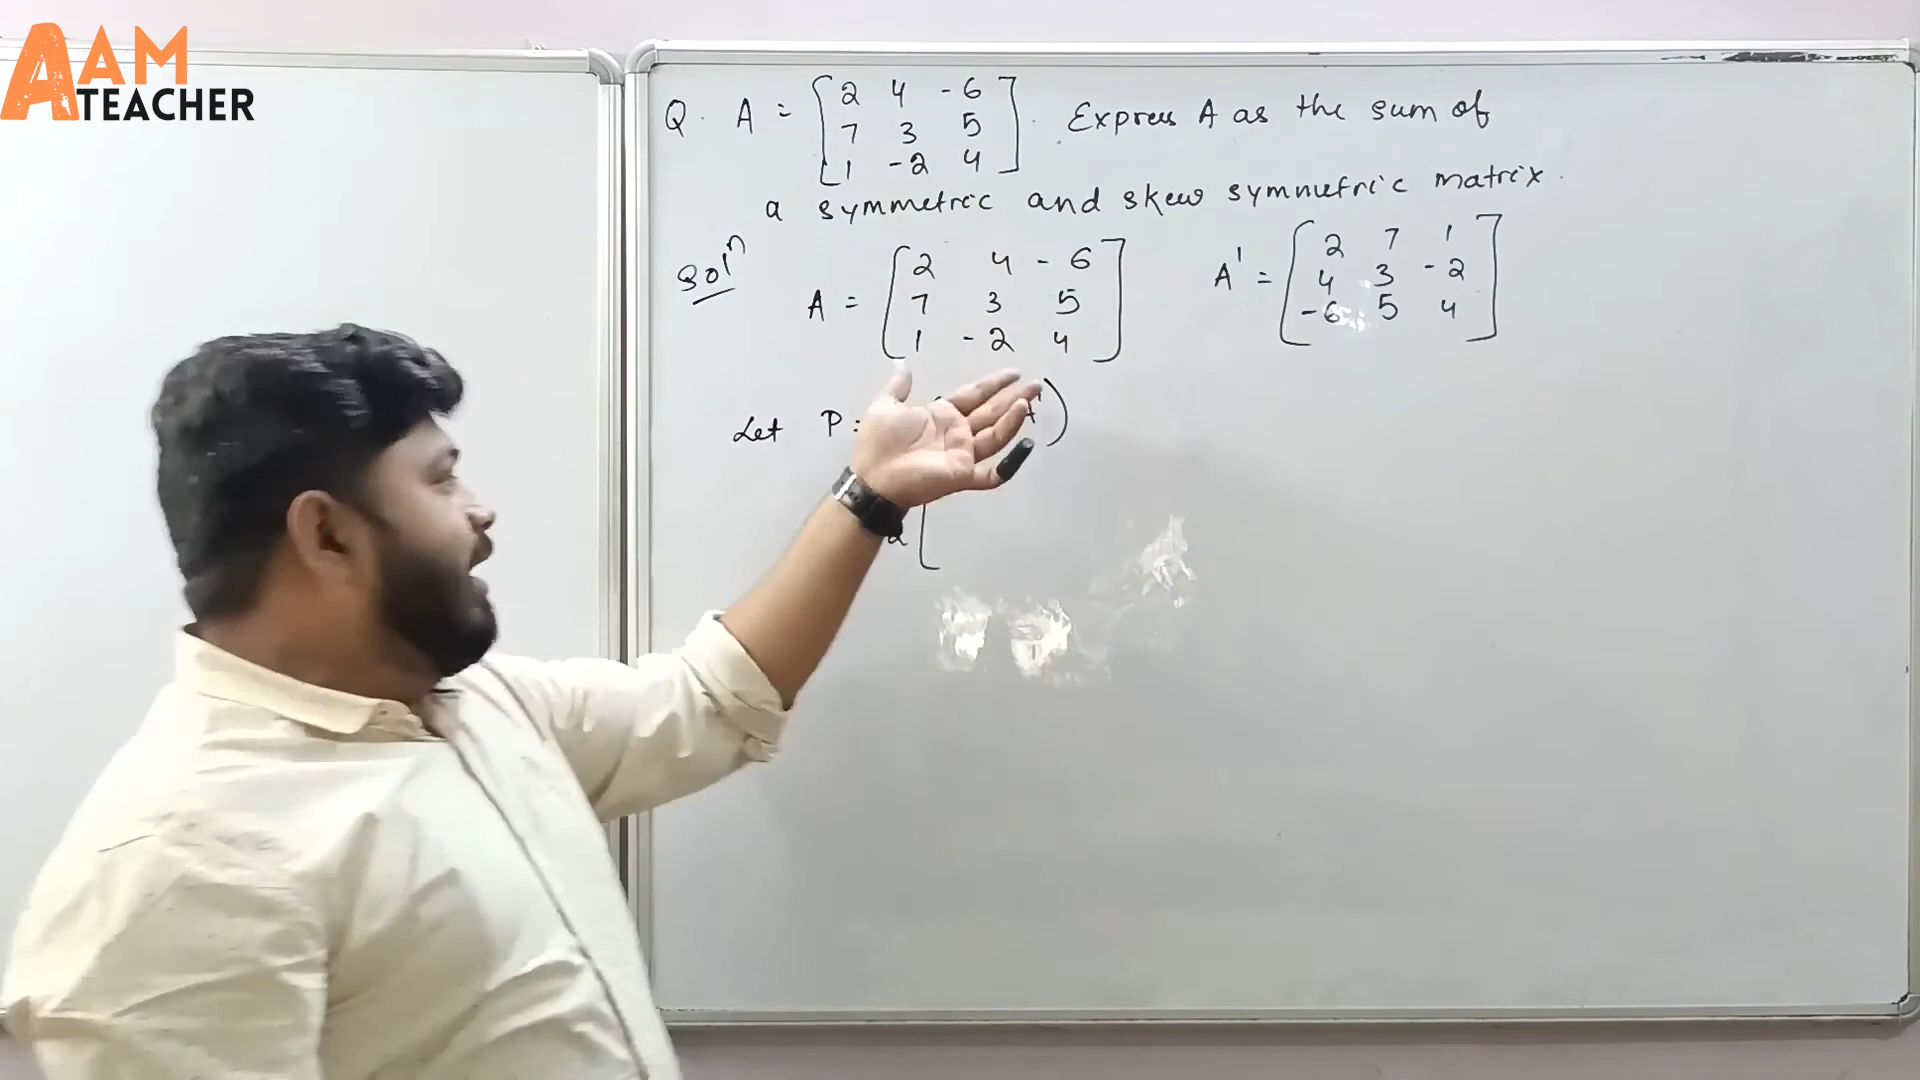 AAM
TEACHER
Q. A = [ 2 4 -6 ] . Express A as the sum of
7 3 5
1 -2 4
a symmetric and skew symmetric matrix.
Solⁿ A = [ 2 4 -6 ] A' = [ 2 7 1 ]
7 3 5 4 3 -2
1 -2 4 -6 5 4
Let P = A' )
2 [